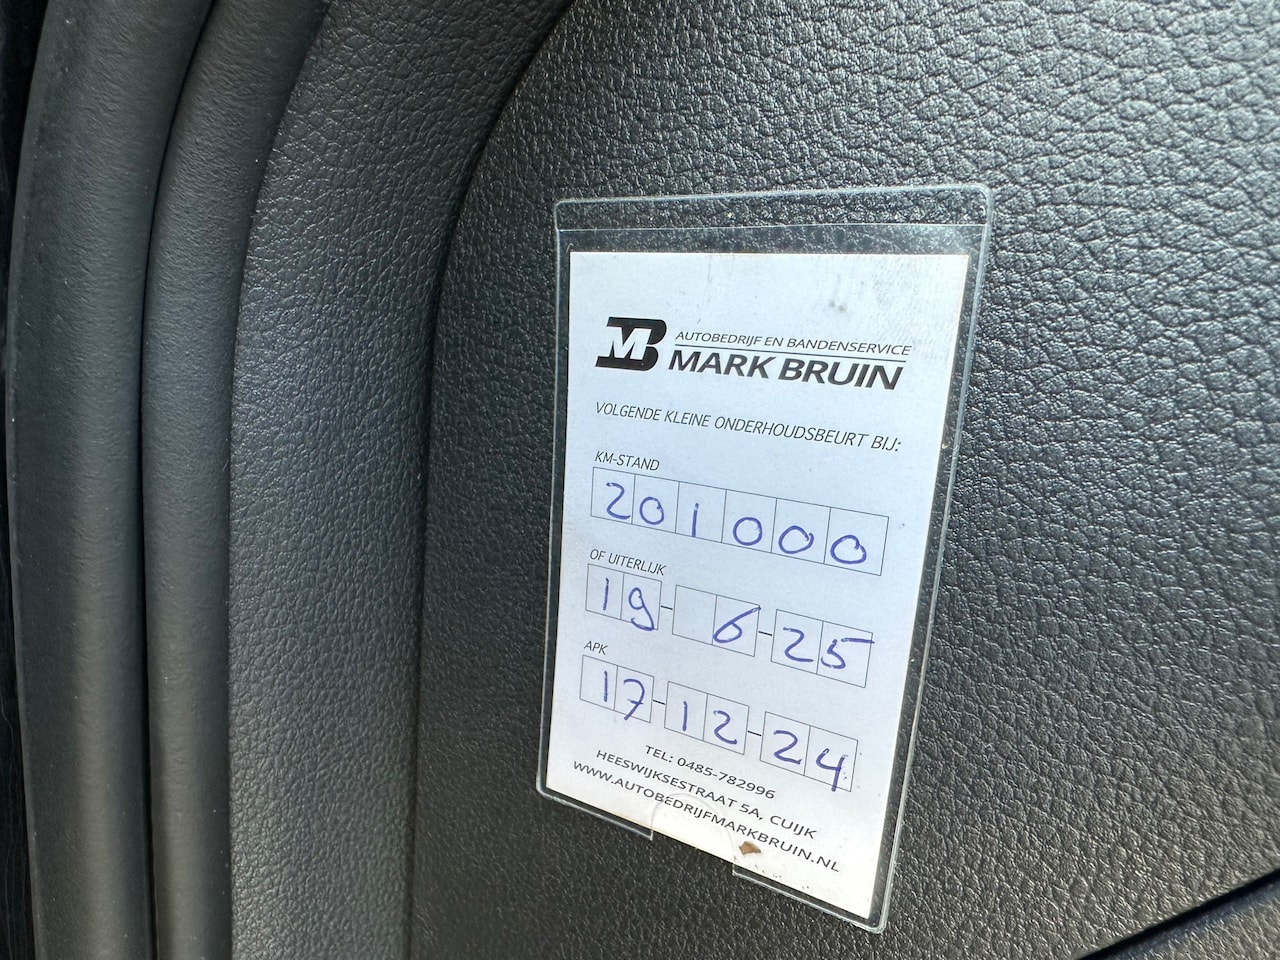 MB
AUTOBEDRIJF EN BANDENSERVICE
MARK BRUIN
VOLGENDE KLEINE ONDERHOUDSBEURT BIJ:
KM-STAND
201000
OF UITERLIJK
19-6-25
APK
17-12-24
TEL: 0485-782996
HEESWIJKSESTRAAT 5A, CUIJK
WWW.AUTOBEDRIJFMARKBRUIN.NL